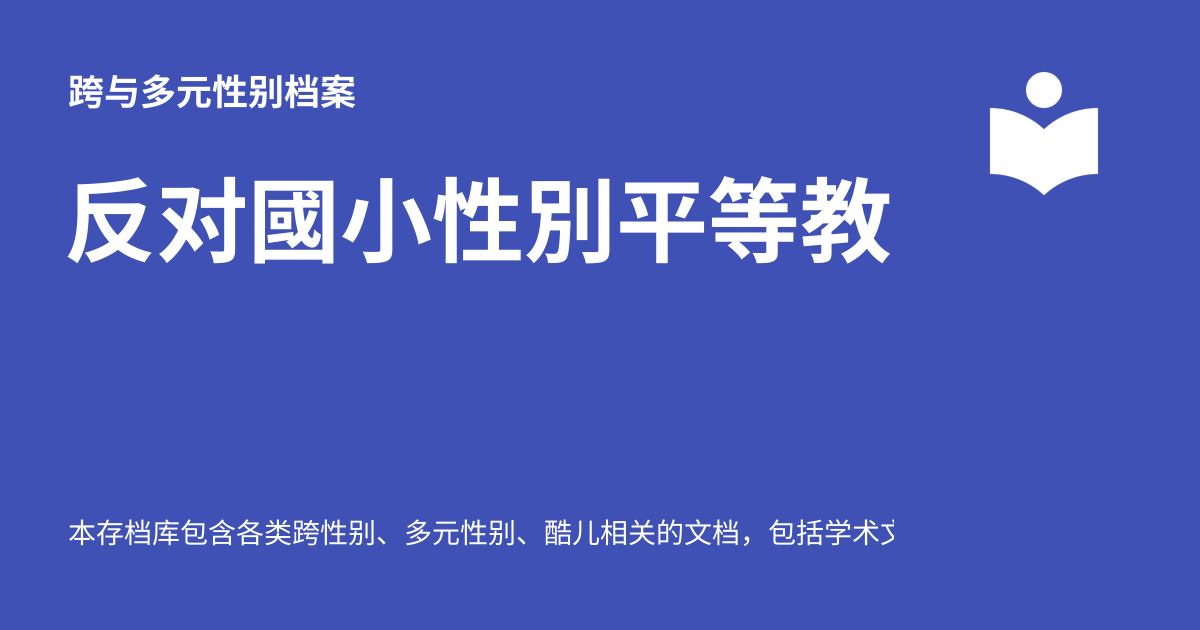 跨与多元性别档案
反对國小性別平等教
本存档库包含各类跨性别、多元性别、酷儿相关的文档，包括学术